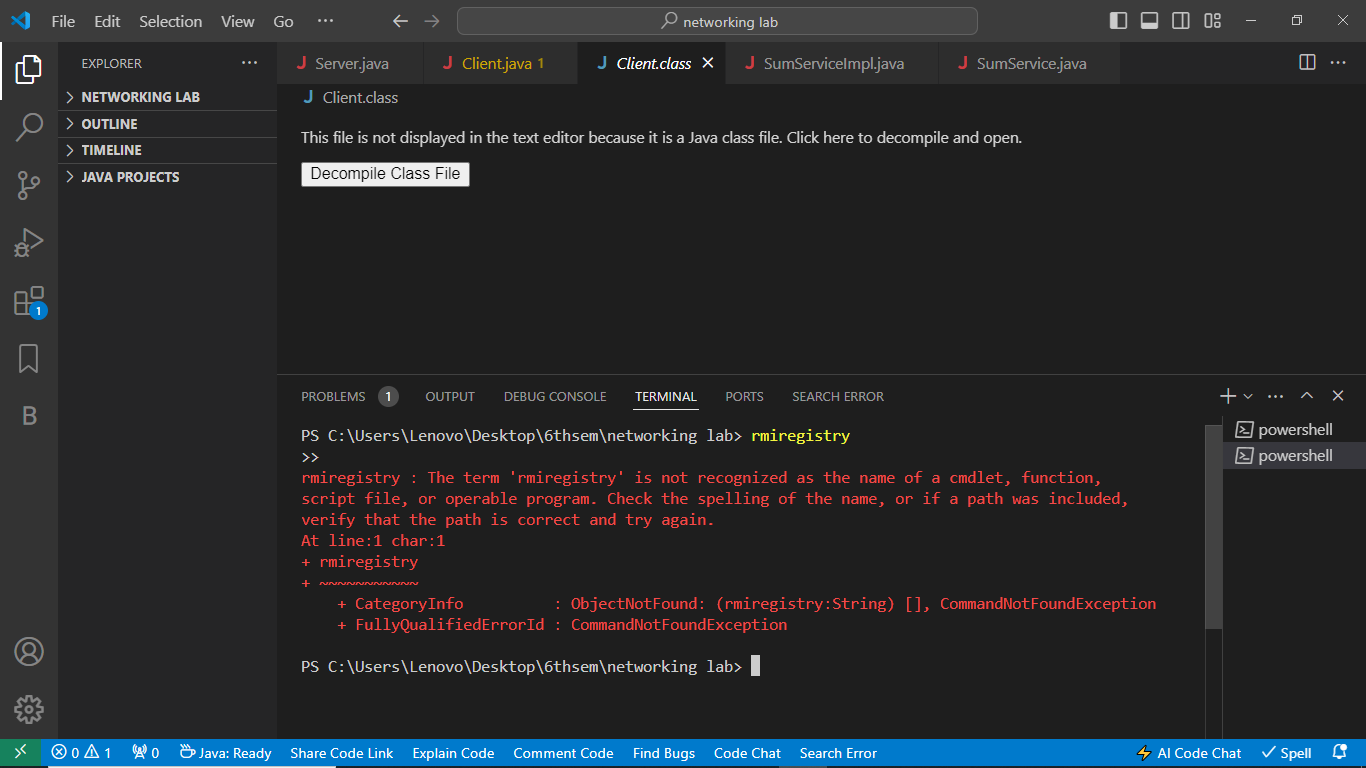 File Edit Selection View Go ··· networking lab
EXPLORER ···
NETWORKING LAB
OUTLINE
TIMELINE
JAVA PROJECTS
1
B
J Server.java J Client.java 1 J Client.class J SumServiceImpl.java J SumService.java
J Client.class
This file is not displayed in the text editor because it is a Java class file. Click here to decompile and open.
Decompile Class File
PROBLEMS 1 OUTPUT DEBUG CONSOLE TERMINAL PORTS SEARCH ERROR
PS C:\Users\Lenovo\Desktop\6thsem\networking lab> rmiregistry
>>
rmiregistry : The term 'rmiregistry' is not recognized as the name of a cmdlet, function,
script file, or operable program. Check the spelling of the name, or if a path was included,
verify that the path is correct and try again.
At line:1 char:1
+ rmiregistry
+ ~~~~~~~~~~~
+ CategoryInfo : ObjectNotFound: (rmiregistry:String) [], CommandNotFoundException
+ FullyQualifiedErrorId : CommandNotFoundException
PS C:\Users\Lenovo\Desktop\6thsem\networking lab>
powershell
powershell
0 1 0 Java: Ready Share Code Link Explain Code Comment Code Find Bugs Code Chat Search Error AI Code Chat Spell